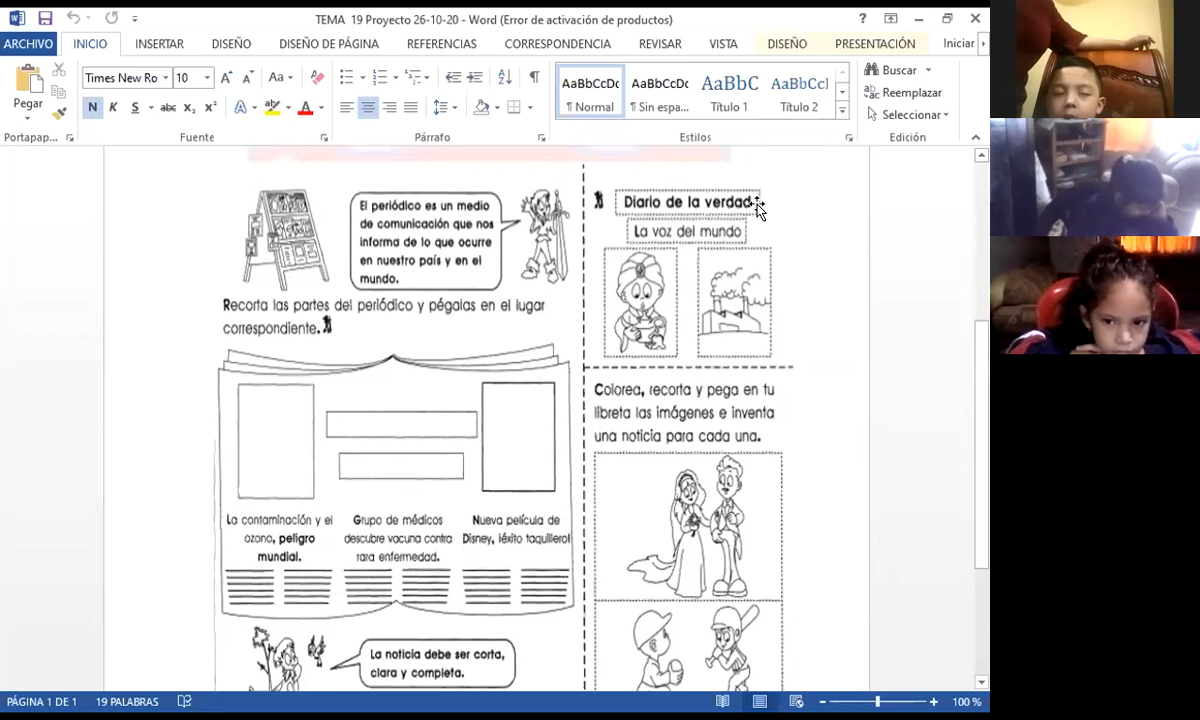 TEMA 19 Proyecto 26-10-20 - Word (Error de activación de productos)
ARCHIVO INICIO INSERTAR DISEÑO DISEÑO DE PÁGINA REFERENCIAS CORRESPONDENCIA REVISAR VISTA DISEÑO PRESENTACIÓN Iniciar
Pegar
Times New Ro 10
Aa
N K S abc x₂ x²
A A
AaBbCcDc AaBbCcDc AaBbC AaBbCcI
¶ Normal ¶ Sin espa... Título 1 Título 2
Buscar
Reemplazar
Seleccionar
Portapap... Fuente Párrafo Estilos Edición
El periódico es un medio
de comunicación que nos
informa de lo que ocurre
en nuestro país y en el
mundo.
Recorta las partes del periódico y pégalas en el lugar
correspondiente.
La contaminación y el
ozono, peligro
mundial.
Grupo de médicos
descubre vacuna contra
rara enfermedad.
Nueva película de
Disney, ¡éxito taquillero!
La noticia debe ser corta,
clara y completa.
Diario de la verdad
La voz del mundo
Colorea, recorta y pega en tu
libreta las imágenes e inventa
una noticia para cada una.
PÁGINA 1 DE 1 19 PALABRAS 100 %